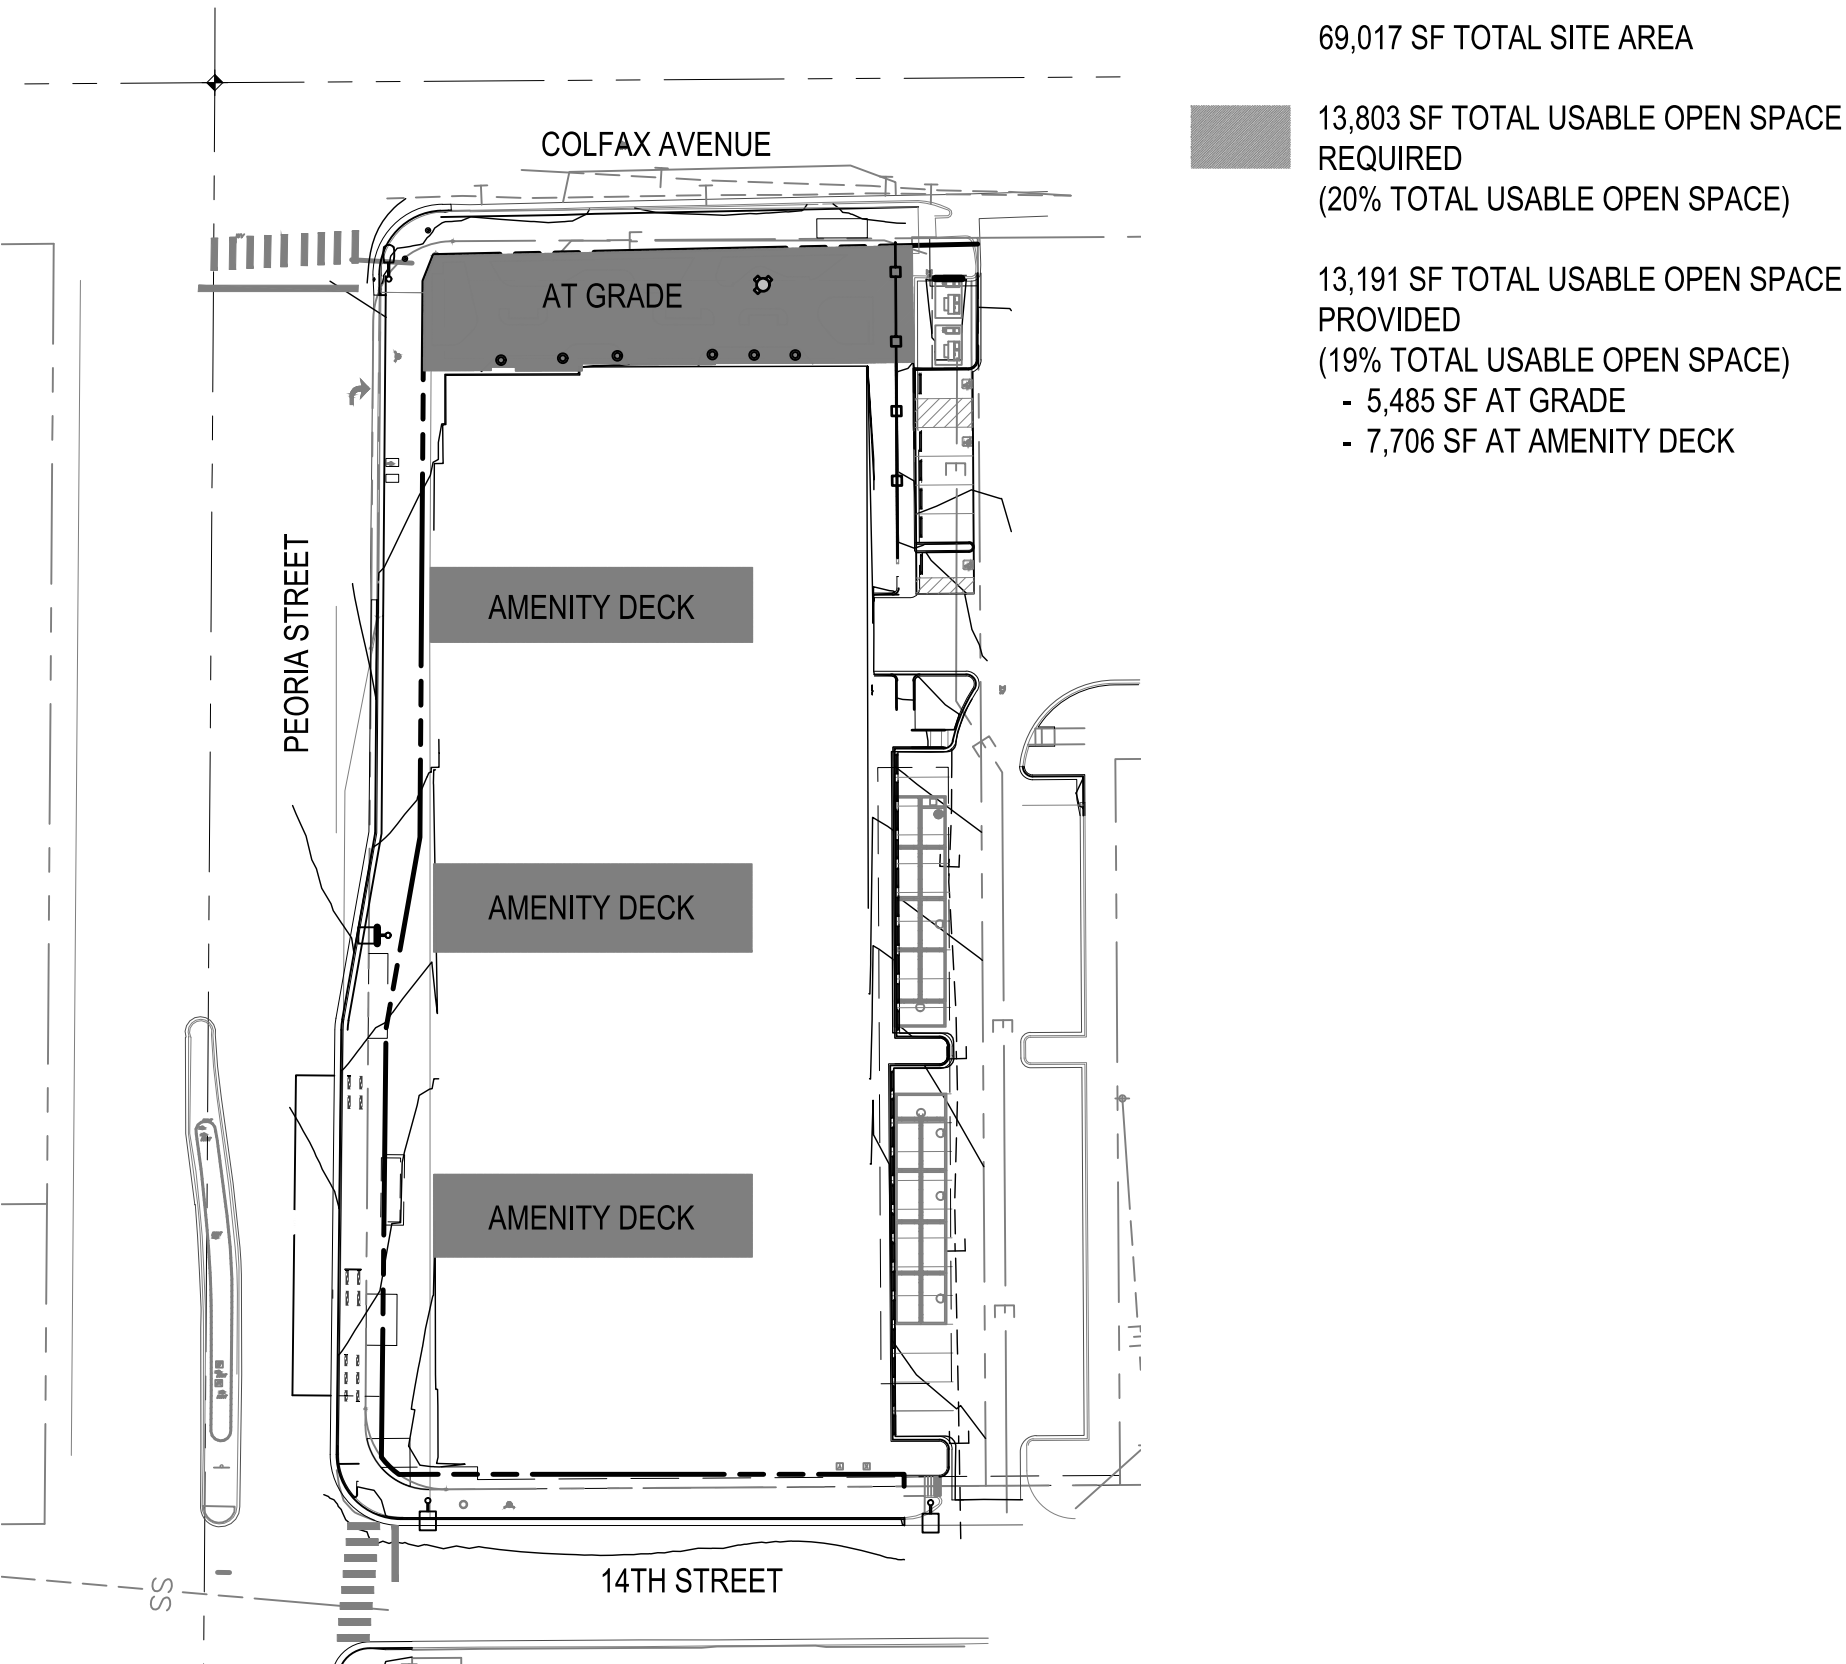 69,017 SF TOTAL SITE AREA
13,803 SF TOTAL USABLE OPEN SPACE
REQUIRED
(20% TOTAL USABLE OPEN SPACE)
13,191 SF TOTAL USABLE OPEN SPACE
PROVIDED
(19% TOTAL USABLE OPEN SPACE)
- 5,485 SF AT GRADE
- 7,706 SF AT AMENITY DECK
COLFAX AVENUE
E
AT GRADE
E
PEORIA STREET
AMENITY DECK
E
AMENITY DECK
E
AMENITY DECK
E
E
14TH STREET
SS